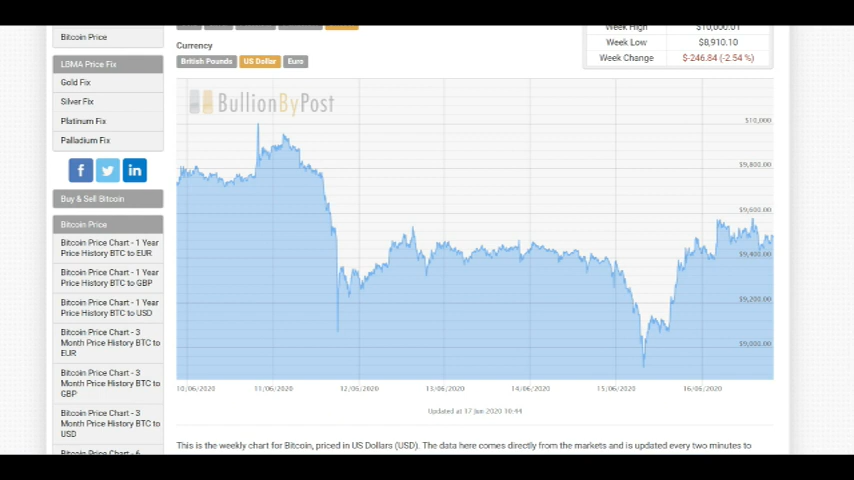 Bitcoin Price
LBMA Price Fix
Gold Fix
Silver Fix
Platinum Fix
Palladium Fix
Buy & Sell Bitcoin
Bitcoin Price
Bitcoin Price Chart - 1 Year
Price History BTC to EUR
Bitcoin Price Chart - 1 Year
Price History BTC to GBP
Bitcoin Price Chart - 1 Year
Price History BTC to USD
Bitcoin Price Chart - 3
Month Price History BTC to
EUR
Bitcoin Price Chart - 3
Month Price History BTC to
GBP
Bitcoin Price Chart - 3
Month Price History BTC to
USD
Currency
British Pounds US Dollar Euro
Week High $10,000.01
Week Low $8,910.10
Week Change $-246.84 (-2.54 %)
BullionByPost
$10,000
$9,800.00
$9,600.00
$9,400.00
$9,200.00
$9,000.00
10/06/2020 11/06/2020 12/06/2020 13/06/2020 14/06/2020 15/06/2020 16/06/2020
Updated at 17 Jun 2020 10:44
This is the weekly chart for Bitcoin, priced in US Dollars (USD). The data here comes directly from the markets and is updated every two minutes to